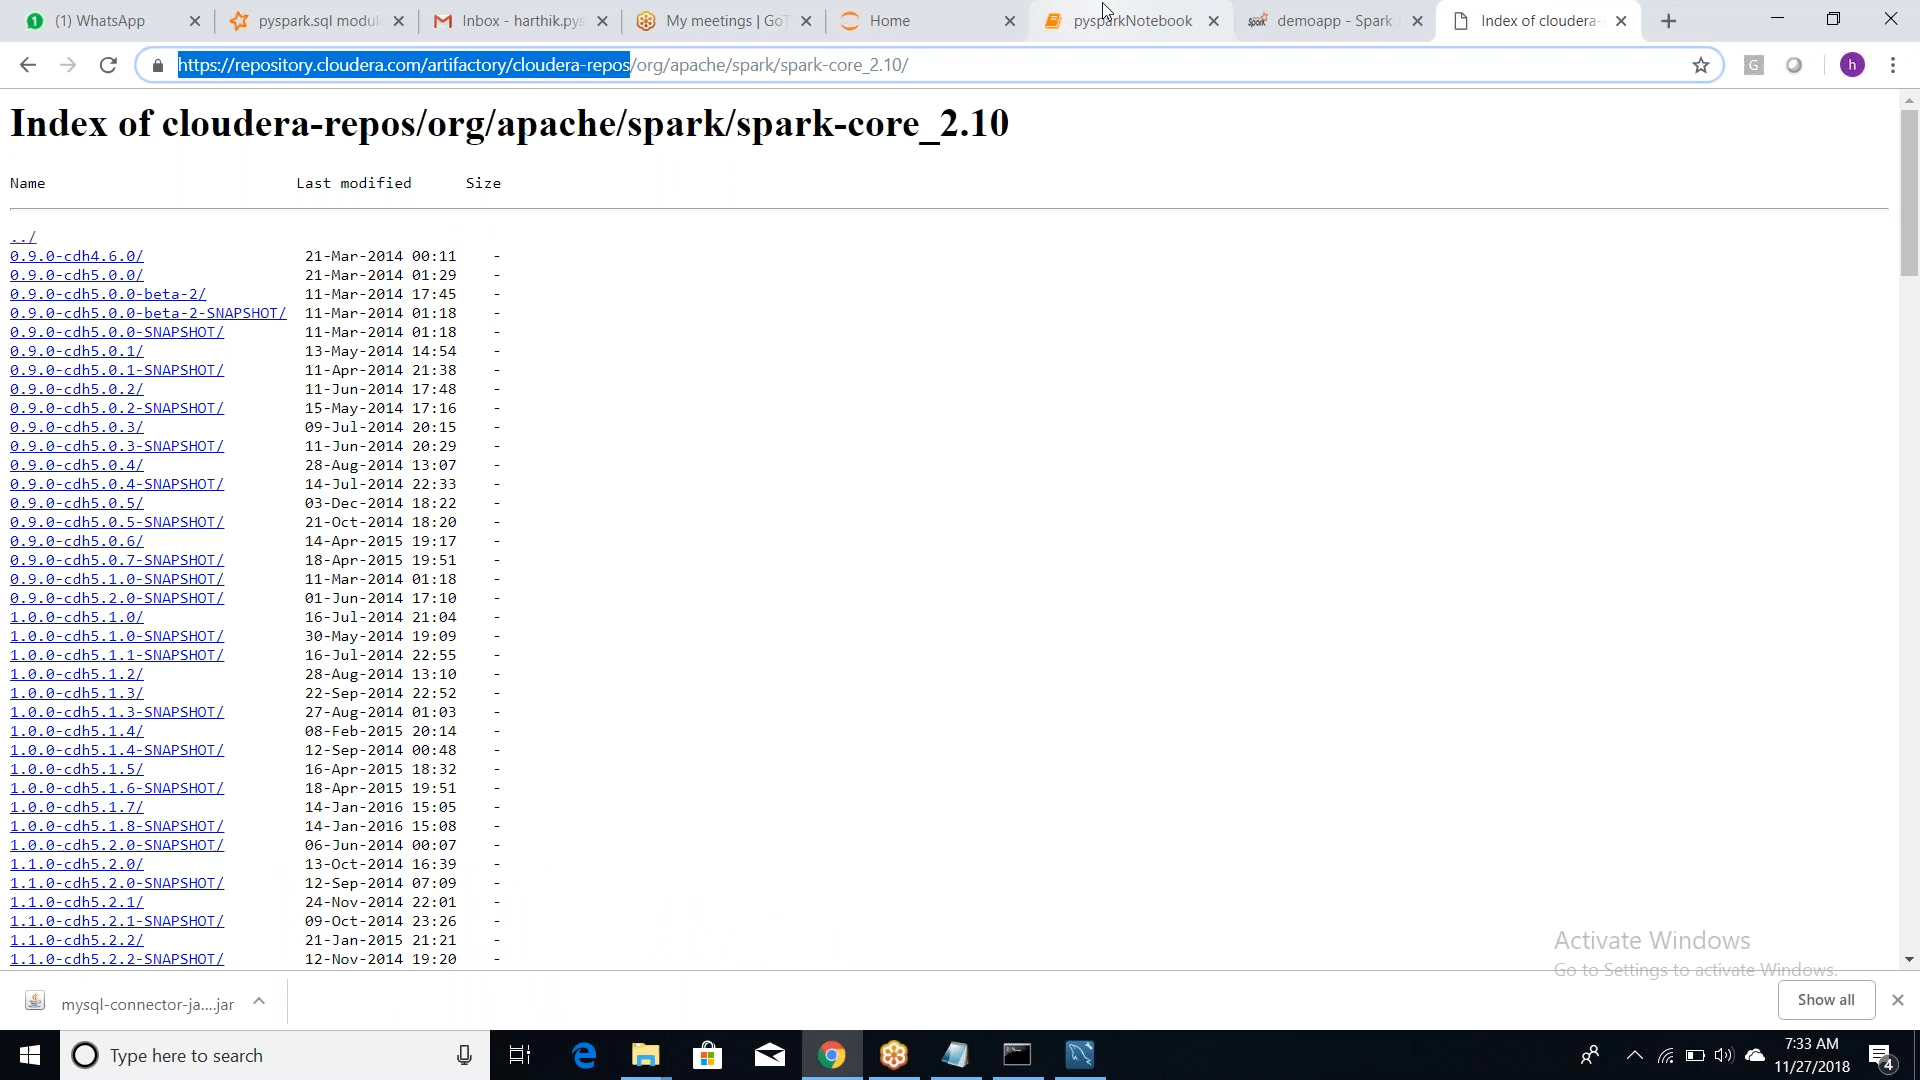 (1) WhatsApp
pyspark.sql module
Inbox - harthik.pys
My meetings | GoT
Home
pysparkNotebook
demoapp - Spark
Index of cloudera-
https://repository.cloudera.com/artifactory/cloudera-repos/org/apache/spark/spark-core_2.10/
G
h
Index of cloudera-repos/org/apache/spark/spark-core_2.10
Name Last modified Size
../
0.9.0-cdh4.6.0/ 21-Mar-2014 00:11 -
0.9.0-cdh5.0.0/ 21-Mar-2014 01:29 -
0.9.0-cdh5.0.0-beta-2/ 11-Mar-2014 17:45 -
0.9.0-cdh5.0.0-beta-2-SNAPSHOT/ 11-Mar-2014 01:18 -
0.9.0-cdh5.0.0-SNAPSHOT/ 11-Mar-2014 01:18 -
0.9.0-cdh5.0.1/ 13-May-2014 14:54 -
0.9.0-cdh5.0.1-SNAPSHOT/ 11-Apr-2014 21:38 -
0.9.0-cdh5.0.2/ 11-Jun-2014 17:48 -
0.9.0-cdh5.0.2-SNAPSHOT/ 15-May-2014 17:16 -
0.9.0-cdh5.0.3/ 09-Jul-2014 20:15 -
0.9.0-cdh5.0.3-SNAPSHOT/ 11-Jun-2014 20:29 -
0.9.0-cdh5.0.4/ 28-Aug-2014 13:07 -
0.9.0-cdh5.0.4-SNAPSHOT/ 14-Jul-2014 22:33 -
0.9.0-cdh5.0.5/ 03-Dec-2014 18:22 -
0.9.0-cdh5.0.5-SNAPSHOT/ 21-Oct-2014 18:20 -
0.9.0-cdh5.0.6/ 14-Apr-2015 19:17 -
0.9.0-cdh5.0.7-SNAPSHOT/ 18-Apr-2015 19:51 -
0.9.0-cdh5.1.0-SNAPSHOT/ 11-Mar-2014 01:18 -
0.9.0-cdh5.2.0-SNAPSHOT/ 01-Jun-2014 17:10 -
1.0.0-cdh5.1.0/ 16-Jul-2014 21:04 -
1.0.0-cdh5.1.0-SNAPSHOT/ 30-May-2014 19:09 -
1.0.0-cdh5.1.1-SNAPSHOT/ 16-Jul-2014 22:55 -
1.0.0-cdh5.1.2/ 28-Aug-2014 13:10 -
1.0.0-cdh5.1.3/ 22-Sep-2014 22:52 -
1.0.0-cdh5.1.3-SNAPSHOT/ 27-Aug-2014 01:03 -
1.0.0-cdh5.1.4/ 08-Feb-2015 20:14 -
1.0.0-cdh5.1.4-SNAPSHOT/ 12-Sep-2014 00:48 -
1.0.0-cdh5.1.5/ 16-Apr-2015 18:32 -
1.0.0-cdh5.1.6-SNAPSHOT/ 18-Apr-2015 19:51 -
1.0.0-cdh5.1.7/ 14-Jan-2016 15:05 -
1.0.0-cdh5.1.8-SNAPSHOT/ 14-Jan-2016 15:08 -
1.0.0-cdh5.2.0-SNAPSHOT/ 06-Jun-2014 00:07 -
1.1.0-cdh5.2.0/ 13-Oct-2014 16:39 -
1.1.0-cdh5.2.0-SNAPSHOT/ 12-Sep-2014 07:09 -
1.1.0-cdh5.2.1/ 24-Nov-2014 22:01 -
1.1.0-cdh5.2.1-SNAPSHOT/ 09-Oct-2014 23:26 -
1.1.0-cdh5.2.2/ 21-Jan-2015 21:21 -
1.1.0-cdh5.2.2-SNAPSHOT/ 12-Nov-2014 19:20 -
Activate Windows
Go to Settings to activate Windows.
mysql-connector-ja....jar
Show all
Type here to search
7:33 AM
11/27/2018
4